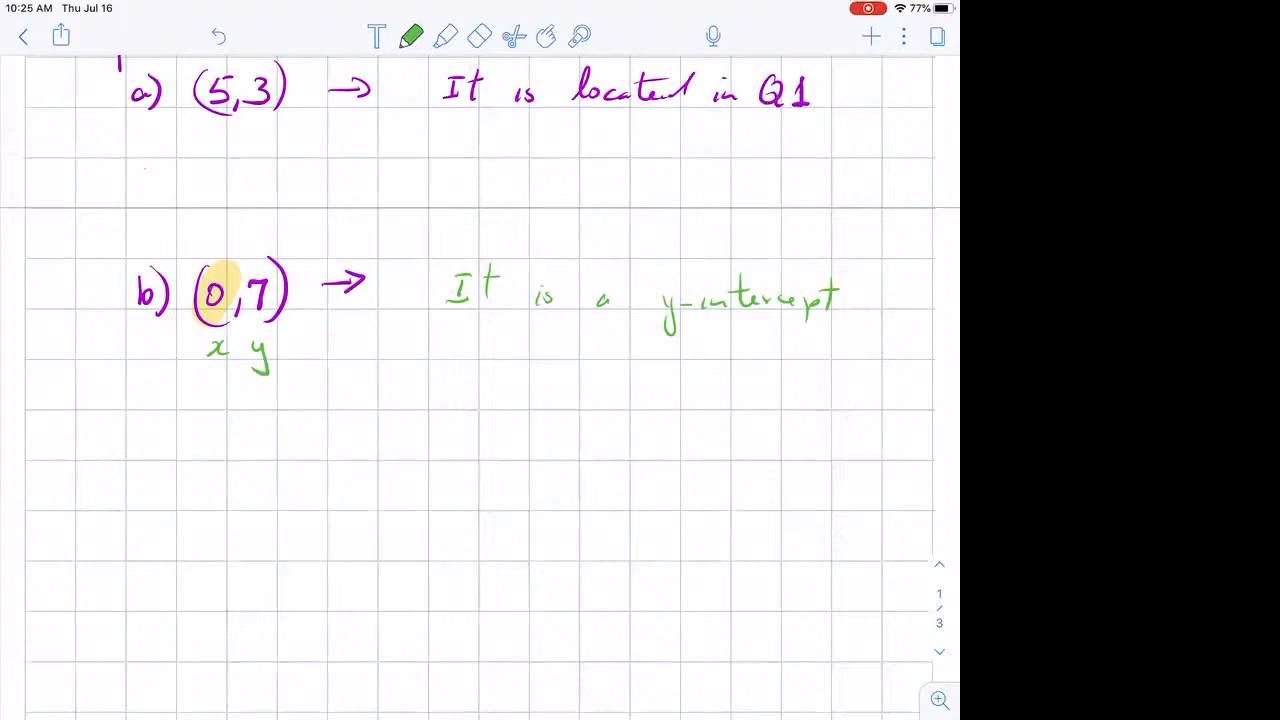 10:25 AM Thu Jul 16
77%
T
a) (5,3) → It is located in Q1
b) (0,7) → It is a y-intercept
x y
1
/
3